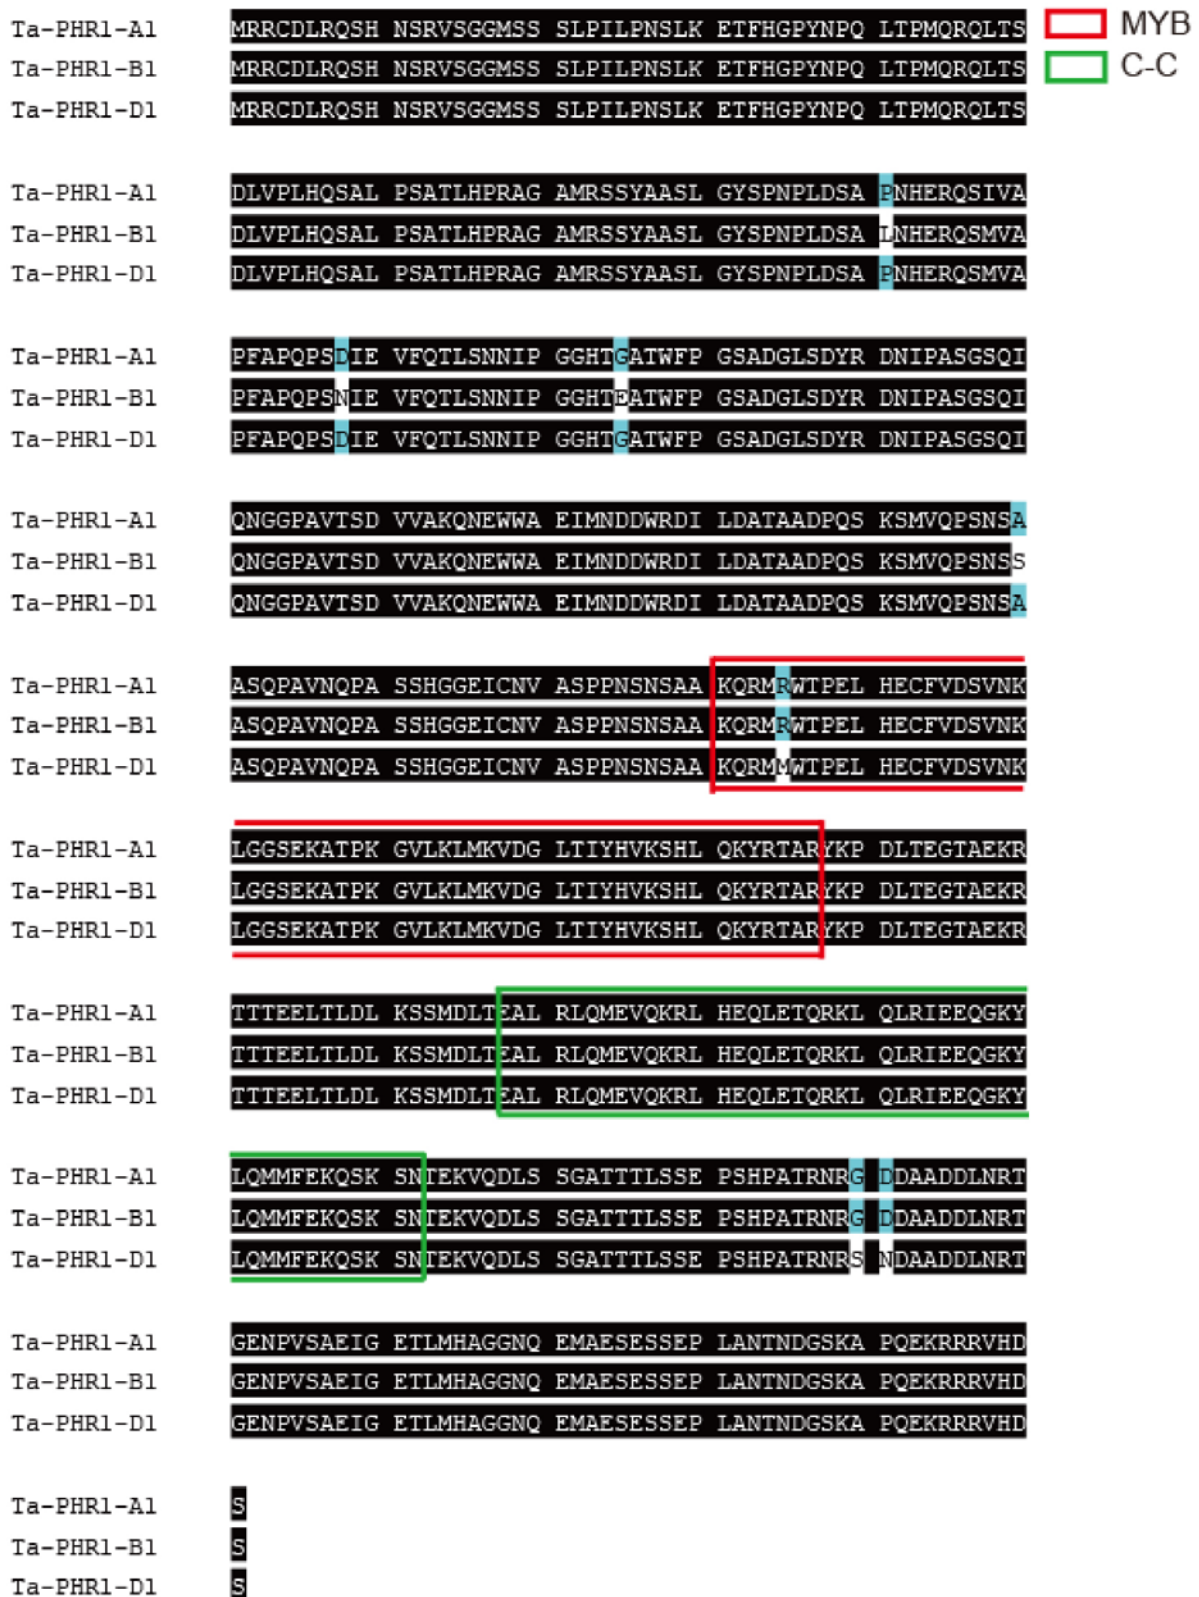 Ta-PHR1-A1 MRRCDLRQSH NSRVSGGMSS SLPILPNSLK ETFHGPYNPQ LTPMQRQLTS
Ta-PHR1-B1 MRRCDLRQSH NSRVSGGMSS SLPILPNSLK ETFHGPYNPQ LTPMQRQLTS
Ta-PHR1-D1 MRRCDLRQSH NSRVSGGMSS SLPILPNSLK ETFHGPYNPQ LTPMQRQLTS
MYB
C-C
Ta-PHR1-A1 DLVPLHQSAL PSATLHPRAG AMRSSYAASL GYSPNPLDSA PNHERQSIVA
Ta-PHR1-B1 DLVPLHQSAL PSATLHPRAG AMRSSYAASL GYSPNPLDSA LNHERQSMVA
Ta-PHR1-D1 DLVPLHQSAL PSATLHPRAG AMRSSYAASL GYSPNPLDSA PNHERQSMVA
Ta-PHR1-A1 PFAPQPSDIE VFQTLSNNIP GGHTGATWFP GSADGLSDYR DNIPASGSQI
Ta-PHR1-B1 PFAPQPSNIE VFQTLSNNIP GGHTEATWFP GSADGLSDYR DNIPASGSQI
Ta-PHR1-D1 PFAPQPSDIE VFQTLSNNIP GGHTGATWFP GSADGLSDYR DNIPASGSQI
Ta-PHR1-A1 QNGGPAVTSD VVAKQNEWWA EIMNDDWRDI LDATAADPQS KSMVQPSNSA
Ta-PHR1-B1 QNGGPAVTSD VVAKQNEWWA EIMNDDWRDI LDATAADPQS KSMVQPSNSS
Ta-PHR1-D1 QNGGPAVTSD VVAKQNEWWA EIMNDDWRDI LDATAADPQS KSMVQPSNSA
Ta-PHR1-A1 ASQPAVNQPA SSHGGEICNV ASPPNSNSAA KQRMRWTPEL HECFVDSVNK
Ta-PHR1-B1 ASQPAVNQPA SSHGGEICNV ASPPNSNSAA KQRMRWTPEL HECFVDSVNK
Ta-PHR1-D1 ASQPAVNQPA SSHGGEICNV ASPPNSNSAA KQRMMWTPEL HECFVDSVNK
Ta-PHR1-A1 LGGSEKATPK GVLKLMKVDG LTIYHVKSHL QKYRTARYKP DLTEGTAEKR
Ta-PHR1-B1 LGGSEKATPK GVLKLMKVDG LTIYHVKSHL QKYRTARYKP DLTEGTAEKR
Ta-PHR1-D1 LGGSEKATPK GVLKLMKVDG LTIYHVKSHL QKYRTARYKP DLTEGTAEKR
Ta-PHR1-A1 TTTEELTLDL KSSMDLTEAL RLQMEVQKRL HEQLETQRKL QLRIEEQGKY
Ta-PHR1-B1 TTTEELTLDL KSSMDLTEAL RLQMEVQKRL HEQLETQRKL QLRIEEQGKY
Ta-PHR1-D1 TTTEELTLDL KSSMDLTEAL RLQMEVQKRL HEQLETQRKL QLRIEEQGKY
Ta-PHR1-A1 LQMMFEKQSK SNTEKVQDLS SGATTTLSSE PSHPATRNRG DDAADDLNRT
Ta-PHR1-B1 LQMMFEKQSK SNTEKVQDLS SGATTTLSSE PSHPATRNRG DDAADDLNRT
Ta-PHR1-D1 LQMMFEKQSK SNTEKVQDLS SGATTTLSSE PSHPATRNRS NDAADDLNRT
Ta-PHR1-A1 GENPVSAEIG ETLMHAGGNQ EMAESESSEP LANTNDGSKA PQEKRRRVHD
Ta-PHR1-B1 GENPVSAEIG ETLMHAGGNQ EMAESESSEP LANTNDGSKA PQEKRRRVHD
Ta-PHR1-D1 GENPVSAEIG ETLMHAGGNQ EMAESESSEP LANTNDGSKA PQEKRRRVHD
Ta-PHR1-A1 S
Ta-PHR1-B1 S
Ta-PHR1-D1 S